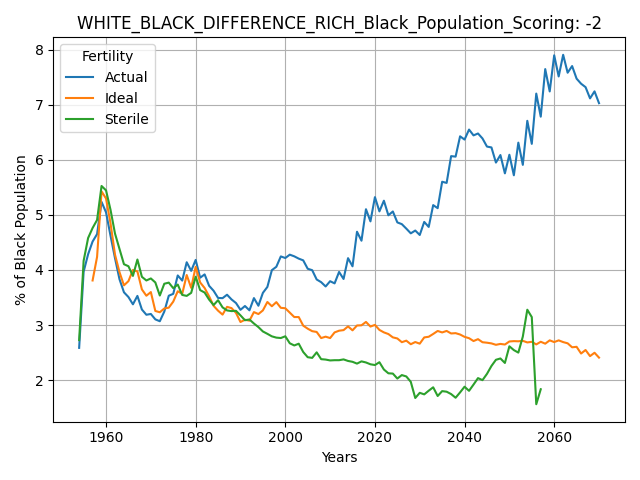 WHITE_BLACK_DIFFERENCE_RICH_Black_Population_Scoring: -2
% of Black Population
8
7
6
5
4
3
2
Fertility
Actual
Ideal
Sterile
1960 1980 2000 2020 2040 2060
Years